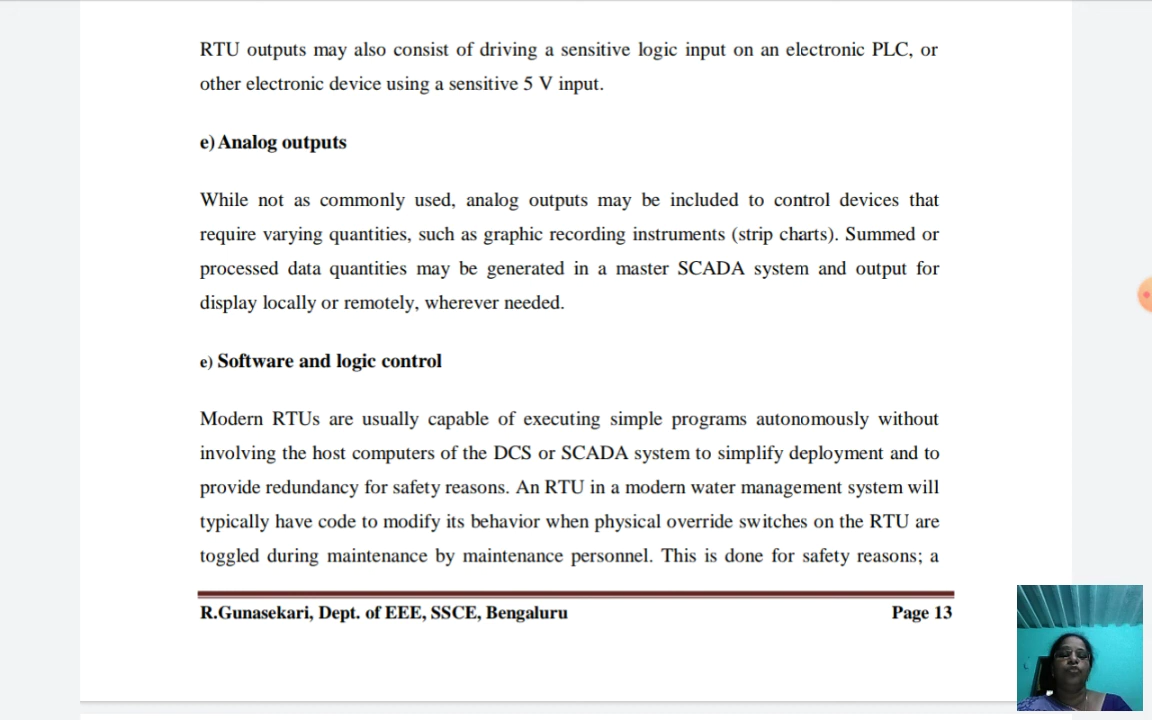 RTU outputs may also consist of driving a sensitive logic input on an electronic PLC, or
other electronic device using a sensitive 5 V input.
e) Analog outputs
While not as commonly used, analog outputs may be included to control devices that
require varying quantities, such as graphic recording instruments (strip charts). Summed or
processed data quantities may be generated in a master SCADA system and output for
display locally or remotely, wherever needed.
e) Software and logic control
Modern RTUs are usually capable of executing simple programs autonomously without
involving the host computers of the DCS or SCADA system to simplify deployment and to
provide redundancy for safety reasons. An RTU in a modern water management system will
typically have code to modify its behavior when physical override switches on the RTU are
toggled during maintenance by maintenance personnel. This is done for safety reasons; a
R.Gunasekari, Dept. of EEE, SSCE, Bengaluru Page 13